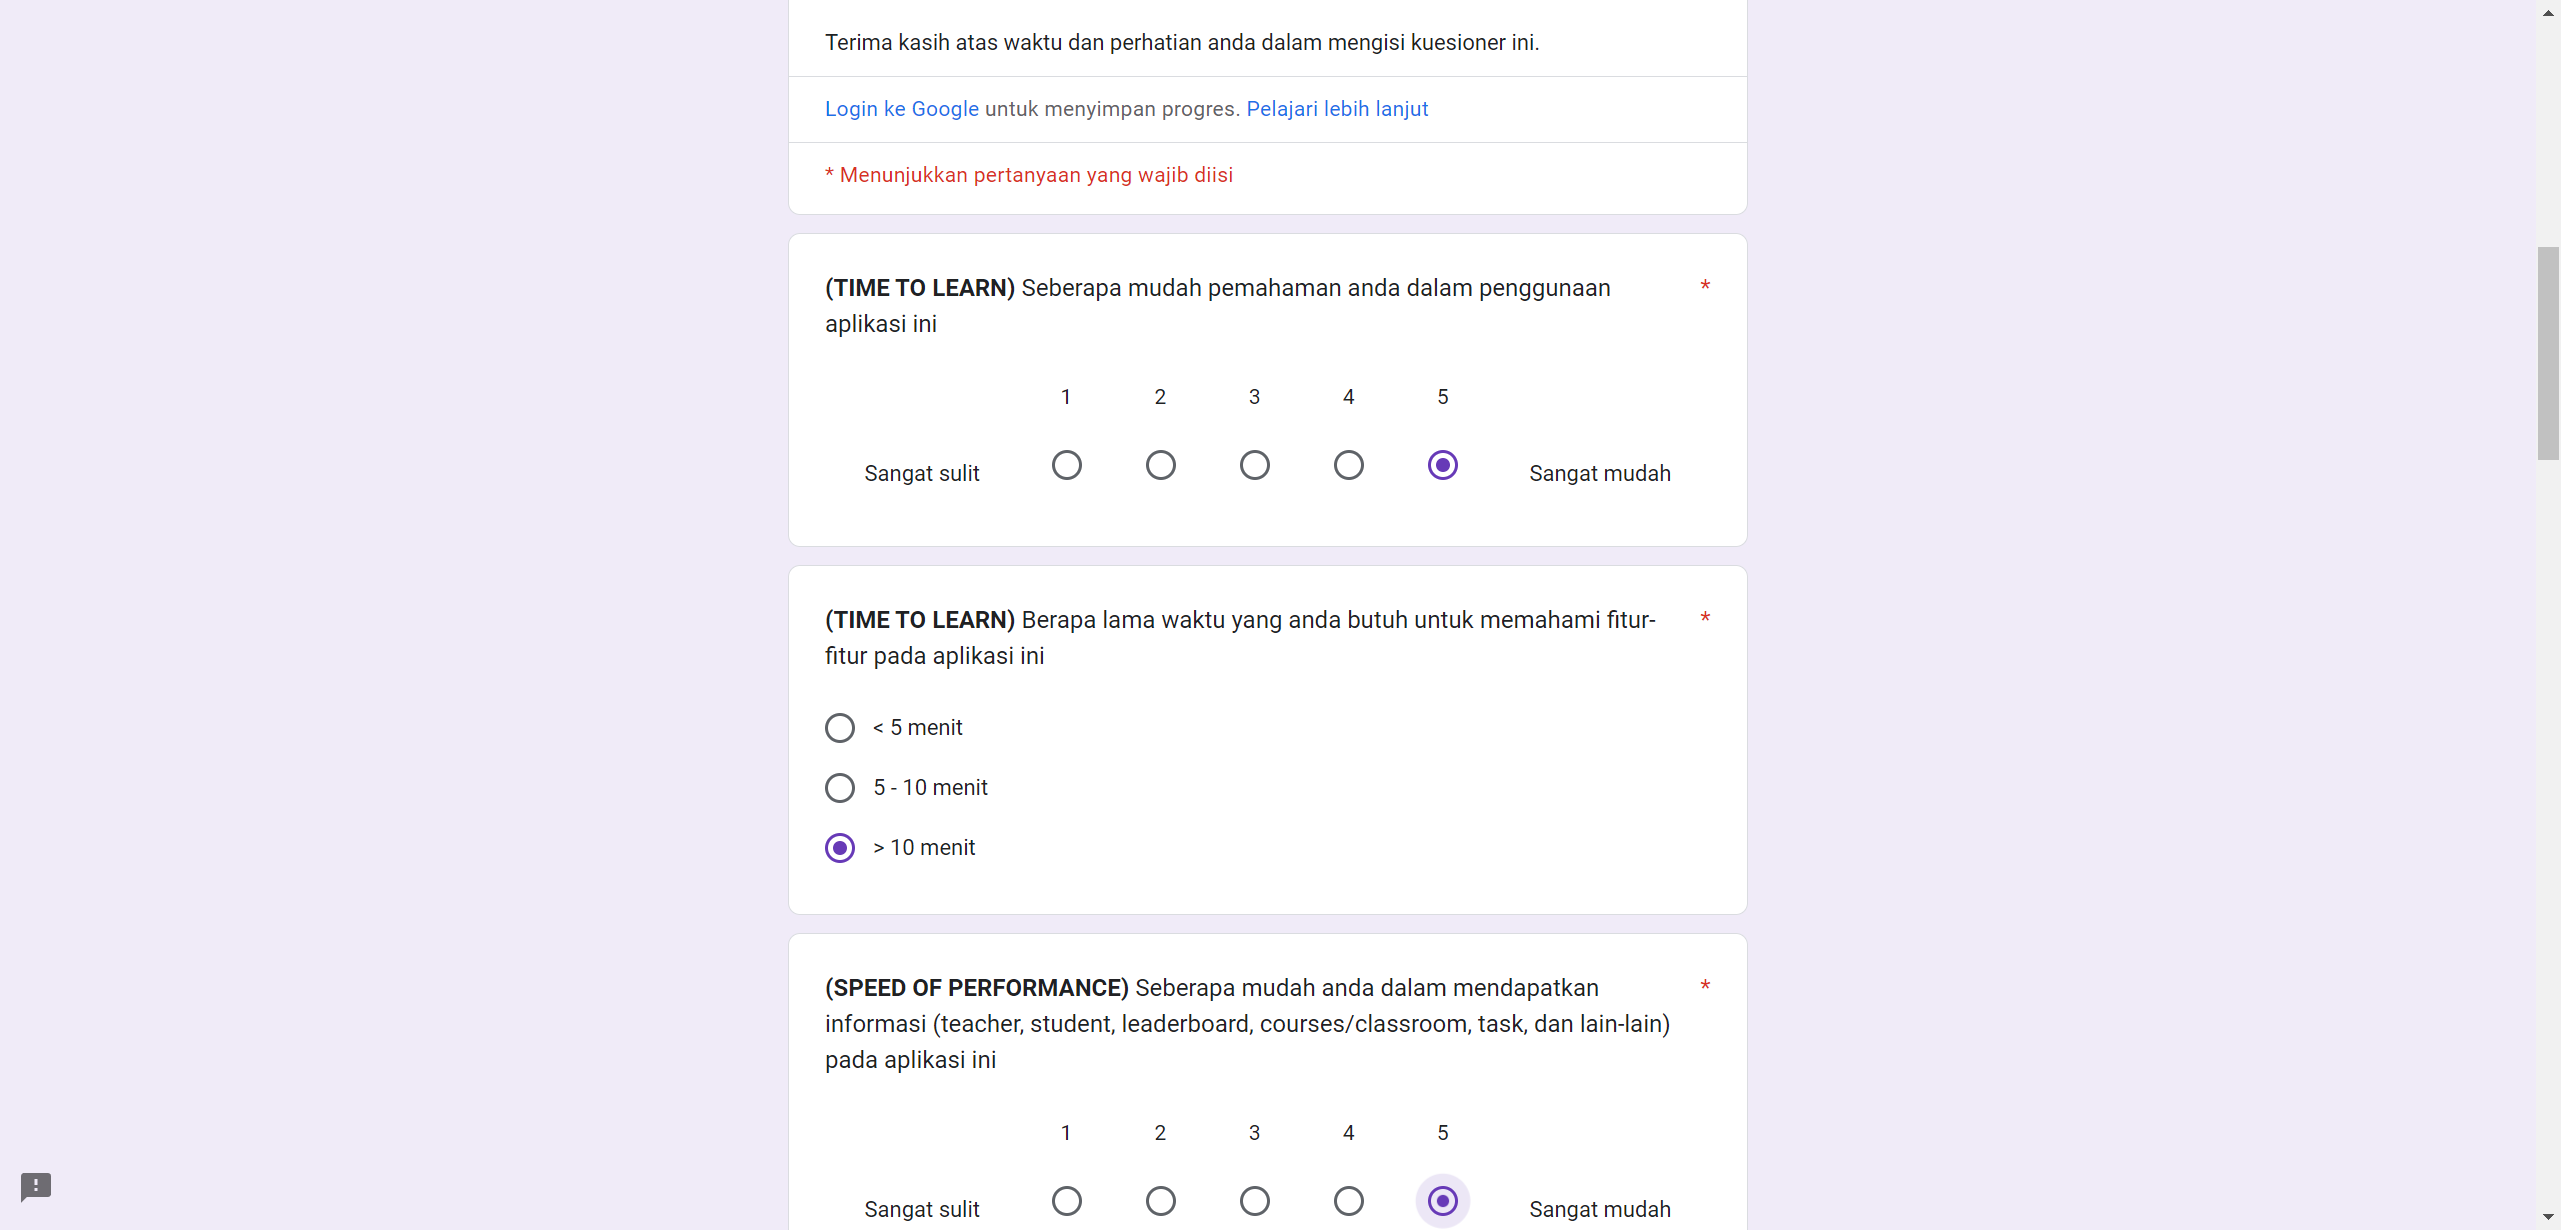 Terima kasih atas waktu dan perhatian anda dalam mengisi kuesioner ini.
Login ke Google untuk menyimpan progres. Pelajari lebih lanjut
* Menunjukkan pertanyaan yang wajib diisi
(TIME TO LEARN) Seberapa mudah pemahaman anda dalam penggunaan *
aplikasi ini
1 2 3 4 5
Sangat sulit Sangat mudah
(TIME TO LEARN) Berapa lama waktu yang anda butuh untuk memahami fitur- *
fitur pada aplikasi ini
< 5 menit
5 - 10 menit
> 10 menit
(SPEED OF PERFORMANCE) Seberapa mudah anda dalam mendapatkan *
informasi (teacher, student, leaderboard, courses/classroom, task, dan lain-lain)
pada aplikasi ini
1 2 3 4 5
Sangat sulit Sangat mudah